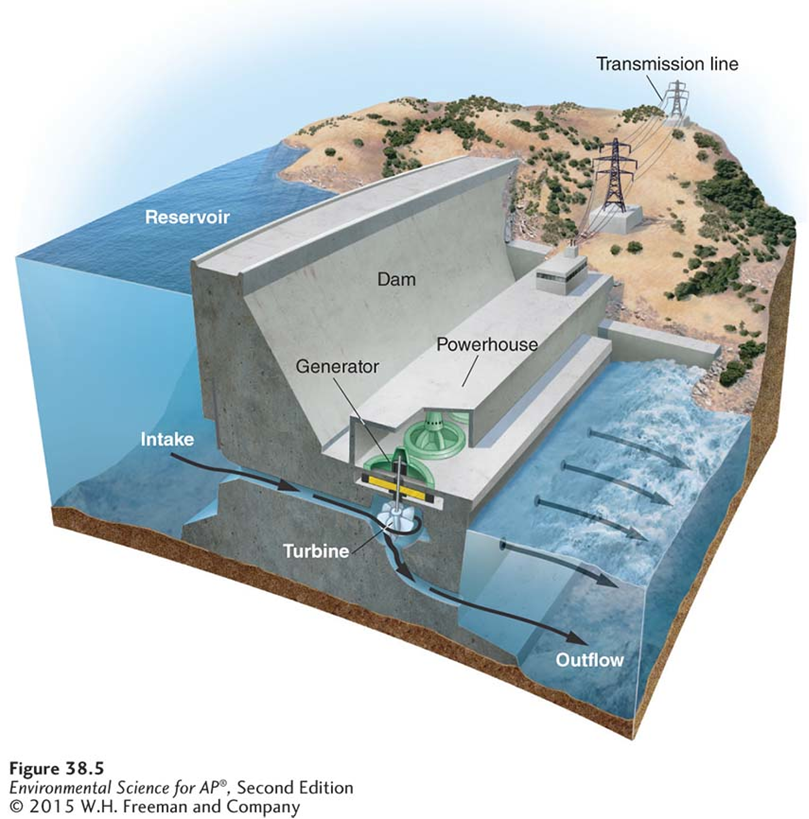 Transmission line
Reservoir
Dam
Powerhouse
Generator
Intake
Turbine
Outflow
Figure 38.5
Environmental Science for AP®, Second Edition
© 2015 W.H. Freeman and Company